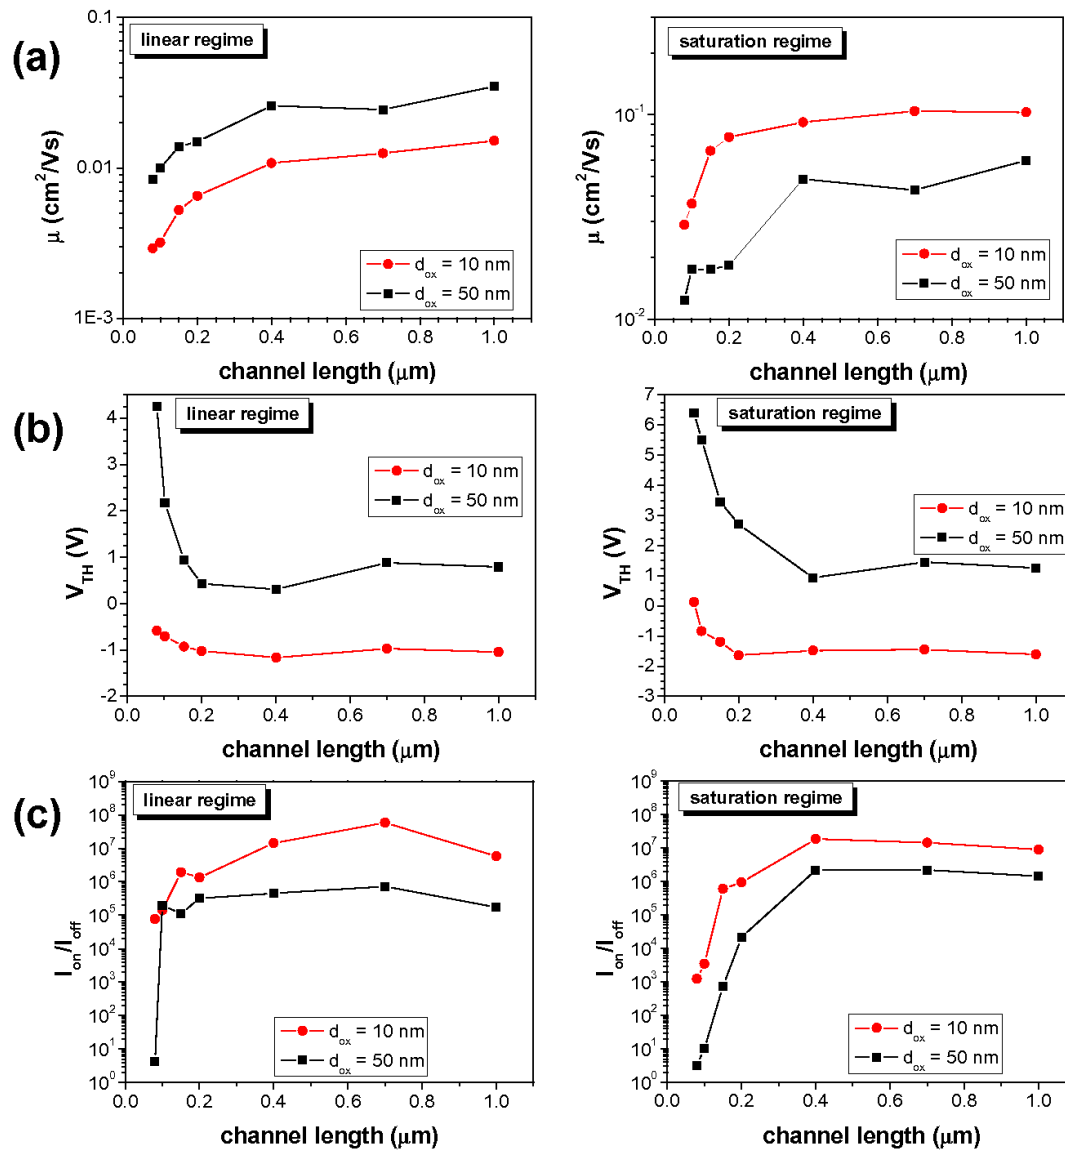 (a)
linear regime
0.1
0.01
1E-3
μ (cm²/Vs)
d_ox = 10 nm
d_ox = 50 nm
0.0 0.2 0.4 0.6 0.8 1.0
channel length (μm)
saturation regime
10⁻¹
10⁻²
μ (cm²/Vs)
d_ox = 10 nm
d_ox = 50 nm
0.0 0.2 0.4 0.6 0.8 1.0
channel length (μm)
(b)
linear regime
4
3
2
1
0
-1
-2
V_TH (V)
d_ox = 10 nm
d_ox = 50 nm
0.0 0.2 0.4 0.6 0.8 1.0
channel length (μm)
saturation regime
7
6
5
4
3
2
1
0
-1
-2
-3
V_TH (V)
d_ox = 10 nm
d_ox = 50 nm
0.0 0.2 0.4 0.6 0.8 1.0
channel length (μm)
(c)
linear regime
10⁹
10⁸
10⁷
10⁶
10⁵
10⁴
10³
10²
10¹
10⁰
I_on/I_off
d_ox = 10 nm
d_ox = 50 nm
0.0 0.2 0.4 0.6 0.8 1.0
channel length (μm)
saturation regime
10⁹
10⁸
10⁷
10⁶
10⁵
10⁴
10³
10²
10¹
10⁰
I_on/I_off
d_ox = 10 nm
d_ox = 50 nm
0.0 0.2 0.4 0.6 0.8 1.0
channel length (μm)